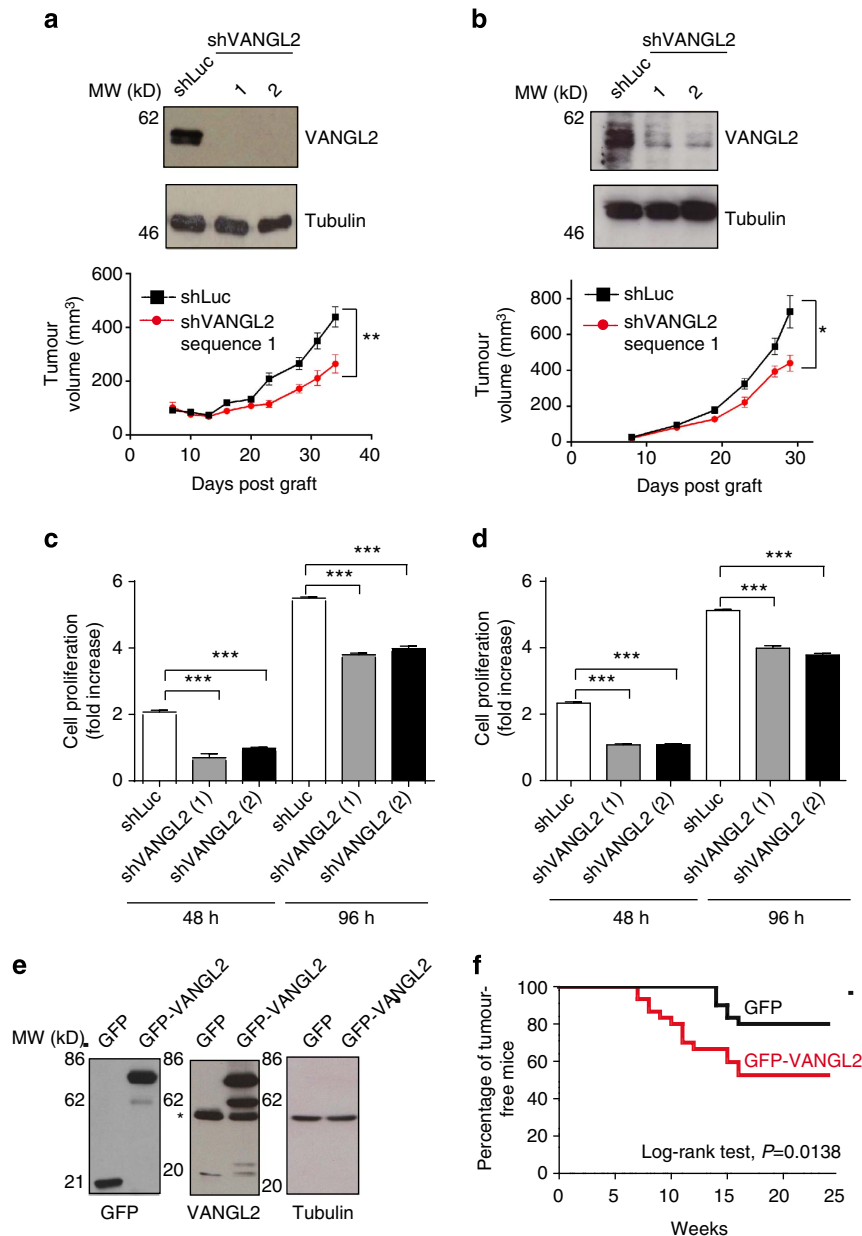 a
shVANGL2
shLuc
1
2
MW (kD)
62
VANGL2
46
Tubulin
600
400
200
0
Tumour
volume (mm³)
shLuc
shVANGL2
sequence 1
**
0
10
20
30
40
Days post graft
b
shVANGL2
shLuc
1
2
MW (kD)
62
VANGL2
46
Tubulin
800
600
400
200
0
Tumour
volume (mm³)
shLuc
shVANGL2
sequence 1
*
0
10
20
30
Days post graft
c
6
4
2
0
Cell proliferation
(fold increase)
***
***
***
***
shLuc
shVANGL2 (1)
shVANGL2 (2)
shLuc
shVANGL2 (1)
shVANGL2 (2)
48 h
96 h
d
6
4
2
0
Cell proliferation
(fold increase)
***
***
***
***
shLuc
shVANGL2 (1)
shVANGL2 (2)
shLuc
shVANGL2 (1)
shVANGL2 (2)
48 h
96 h
e
MW (kD)
GFP
GFP-VANGL2
86
62
21
GFP
GFP
GFP-VANGL2
86
62
*
20
VANGL2
GFP
GFP-VANGL2
86
62
20
Tubulin
f
100
80
60
40
20
0
Percentage of tumour-
free mice
GFP
GFP-VANGL2
Log-rank test, P=0.0138
0
5
10
15
20
25
Weeks